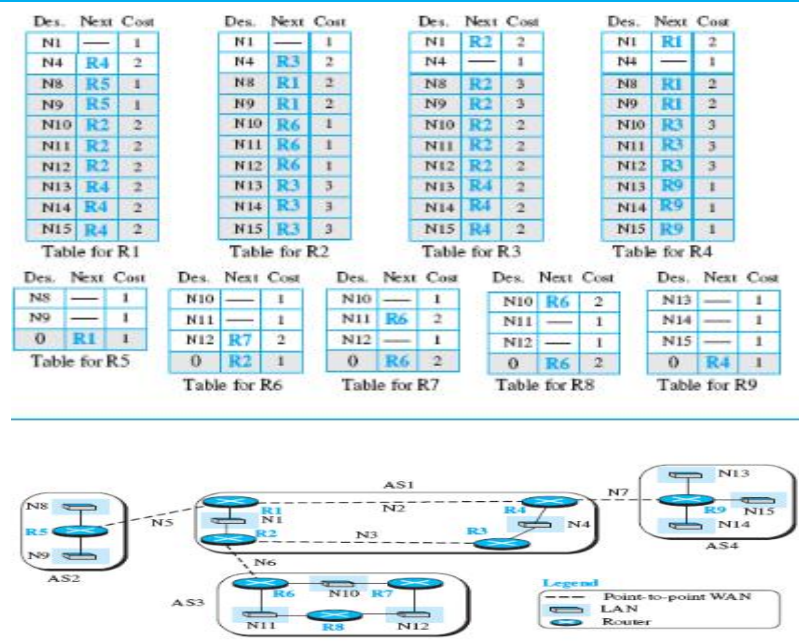 Des. Next Cost Des. Next Cost Des. Next Cost Des. Next Cost
N1 — 1 N1 — 1 N1 R2 2 N1 R1 2
N4 R4 2 N4 R3 2 N4 — 1 N4 — 1
N8 R5 1 N8 R1 2 N8 R2 3 N8 R1 2
N9 R5 1 N9 R1 2 N9 R2 3 N9 R1 2
N10 R2 2 N10 R6 1 N10 R2 2 N10 R3 3
N11 R2 2 N11 R6 1 N11 R2 2 N11 R3 3
N12 R2 2 N12 R6 1 N12 R2 2 N12 R3 3
N13 R4 2 N13 R3 3 N13 R4 2 N13 R9 1
N14 R4 2 N14 R3 3 N14 R4 2 N14 R9 1
N15 R4 2 N15 R3 3 N15 R4 2 N15 R9 1
Table for R1 Table for R2 Table for R3 Table for R4
Des. Next Cost Des. Next Cost Des. Next Cost Des. Next Cost Des. Next Cost
N8 — 1 N10 — 1 N10 — 1 N10 R6 2 N13 — 1
N9 — 1 N11 — 1 N11 R6 2 N11 — 1 N14 — 1
0 R1 1 N12 R7 2 N12 — 1 N12 — 1 N15 — 1
Table for R5 0 R2 1 0 R6 2 0 R6 2 0 R4 1
Table for R6 Table for R7 Table for R8 Table for R9
AS1 N13
N8 R1 N2 R4 N7
R5 N5 N1 N4 R9 N15
R2 N3 R3 N14
N9 N6 AS4
AS2
AS3 R6 N10 R7 Legend
Point-to-point WAN
LAN
N11 R8 N12 Router